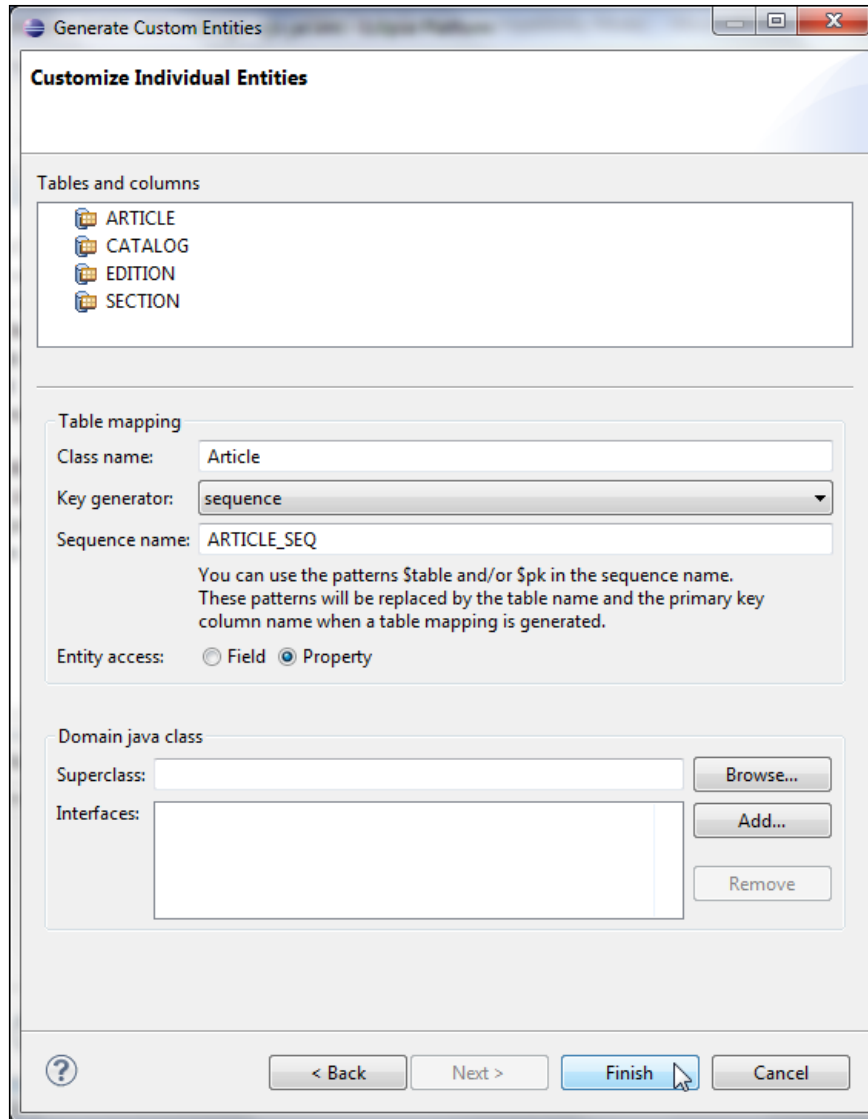 Generate Custom Entities
Customize Individual Entities
Tables and columns
ARTICLE
CATALOG
EDITION
SECTION
Table mapping
Class name: Article
Key generator: sequence
Sequence name: ARTICLE_SEQ
You can use the patterns $table and/or $pk in the sequence name.
These patterns will be replaced by the table name and the primary key
column name when a table mapping is generated.
Entity access: Field Property
Domain java class
Superclass: Browse...
Interfaces: Add...
Remove
? < Back Next > Finish Cancel